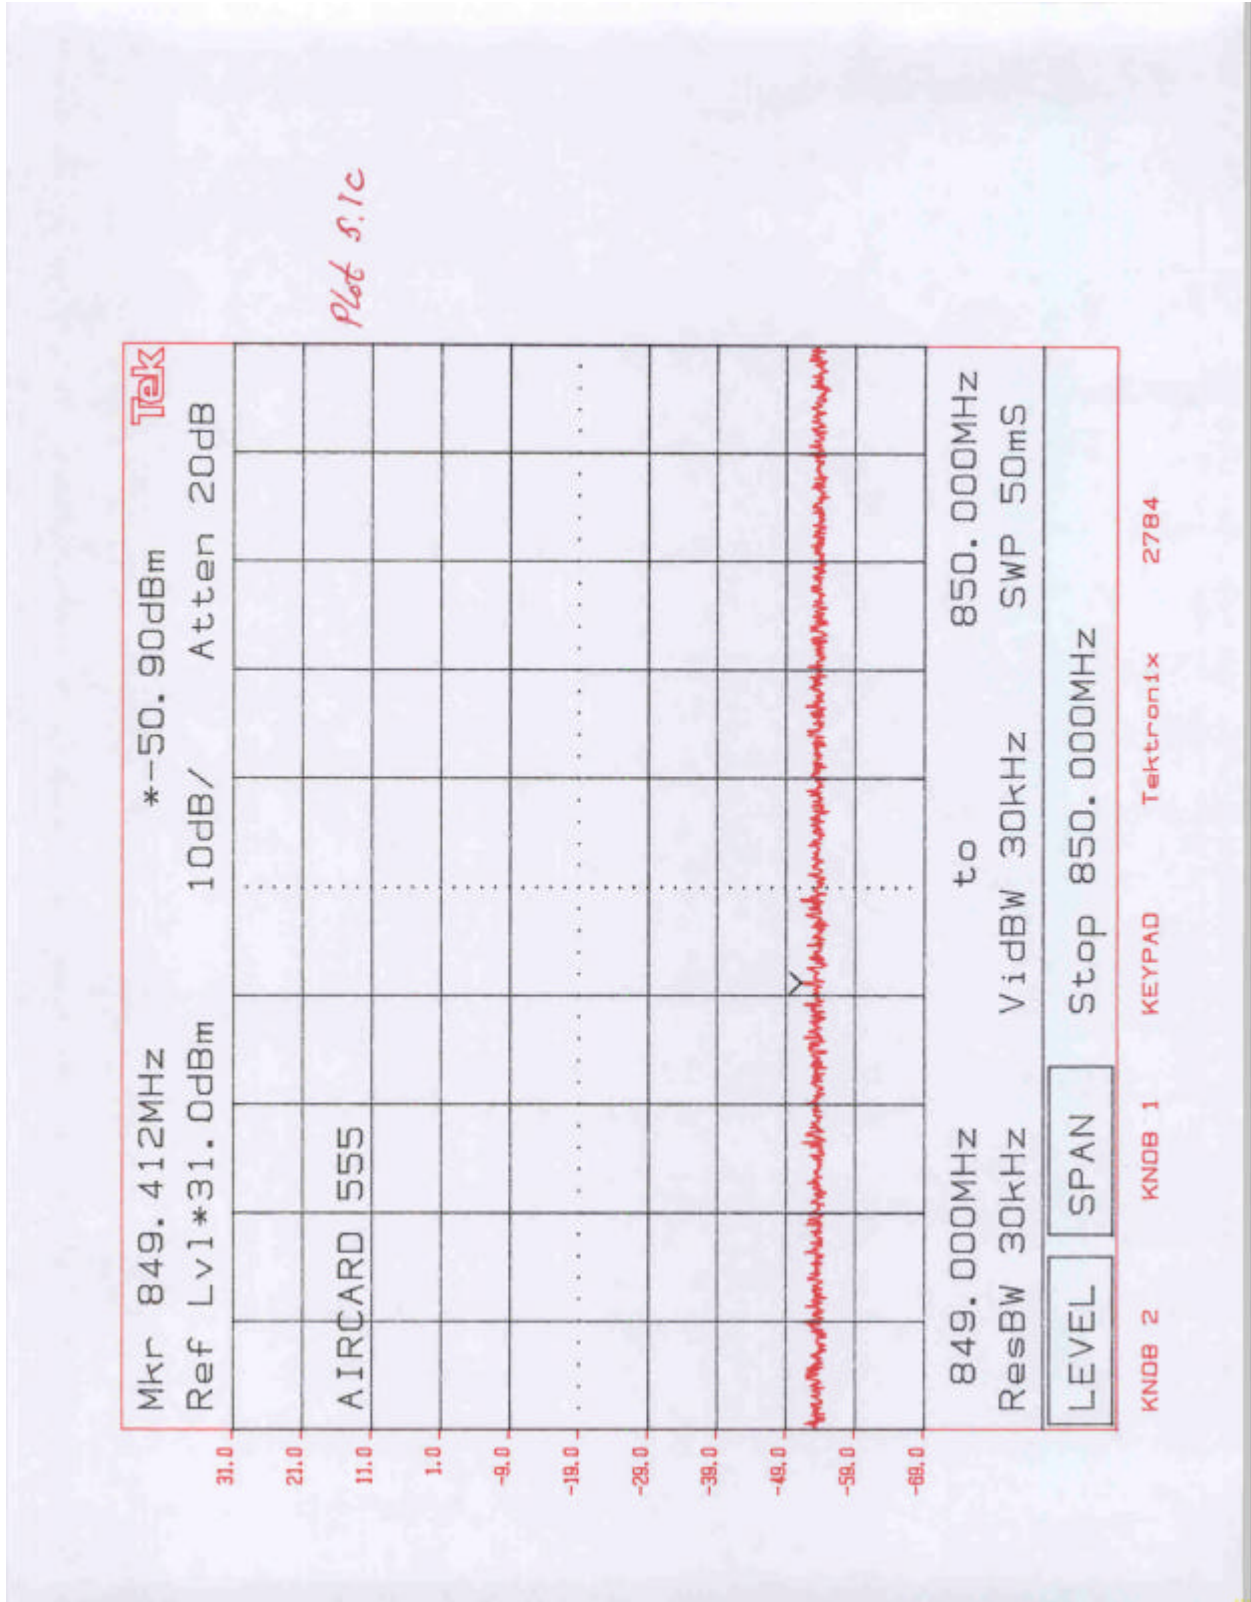 Plot 5.1c
Mkr 849.412MHz *-50.90dBm Tek
Ref Lvl*31.0dBm 10dB/ Atten 20dB
31.0
21.0
AIRCARD 555
11.0
1.0
-9.0
-19.0
-29.0
-39.0
-49.0
-59.0
-69.0
849.000MHz to 850.000MHz
ResBW 30kHz VidBW 30kHz SWP 50mS
LEVEL SPAN Stop 850.000MHz
KNOB 2 KNOB 1 KEYPAD Tektronix 2784